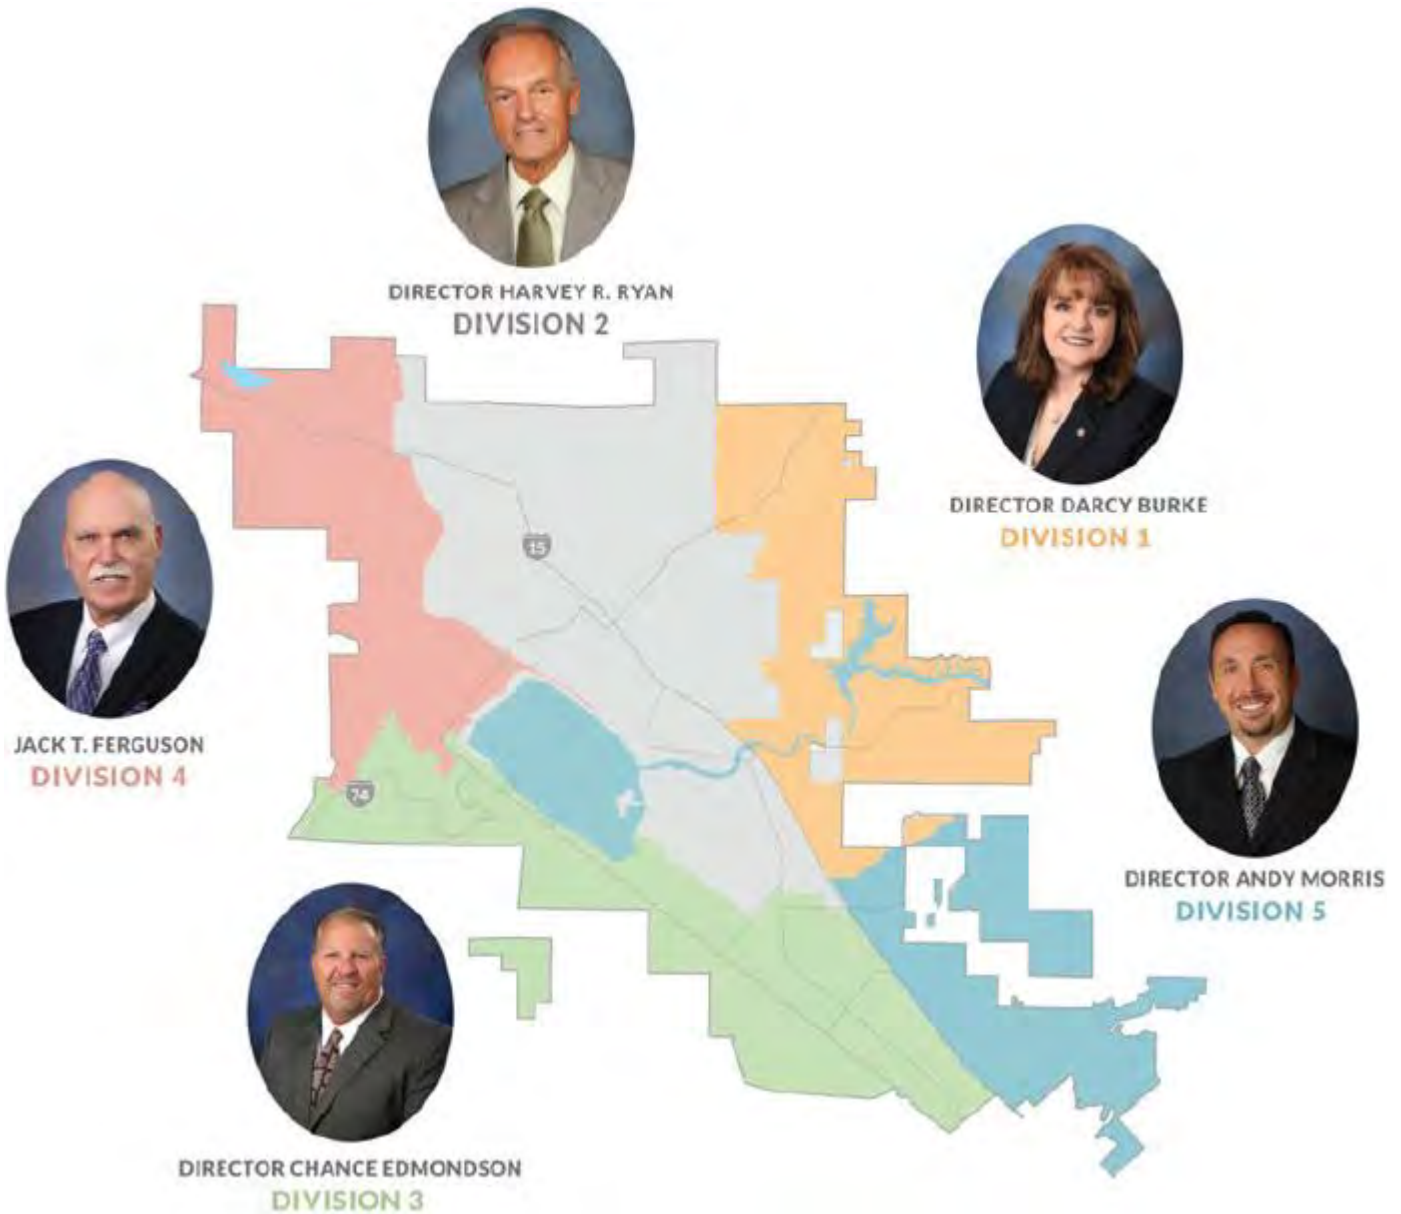 DIRECTOR HARVEY R. RYAN
DIVISION 2
DIRECTOR DARCY BURKE
DIVISION 1
15
JACK T. FERGUSON
DIVISION 4
74
DIRECTOR ANDY MORRIS
DIVISION 5
DIRECTOR CHANCE EDMONDSON
DIVISION 3